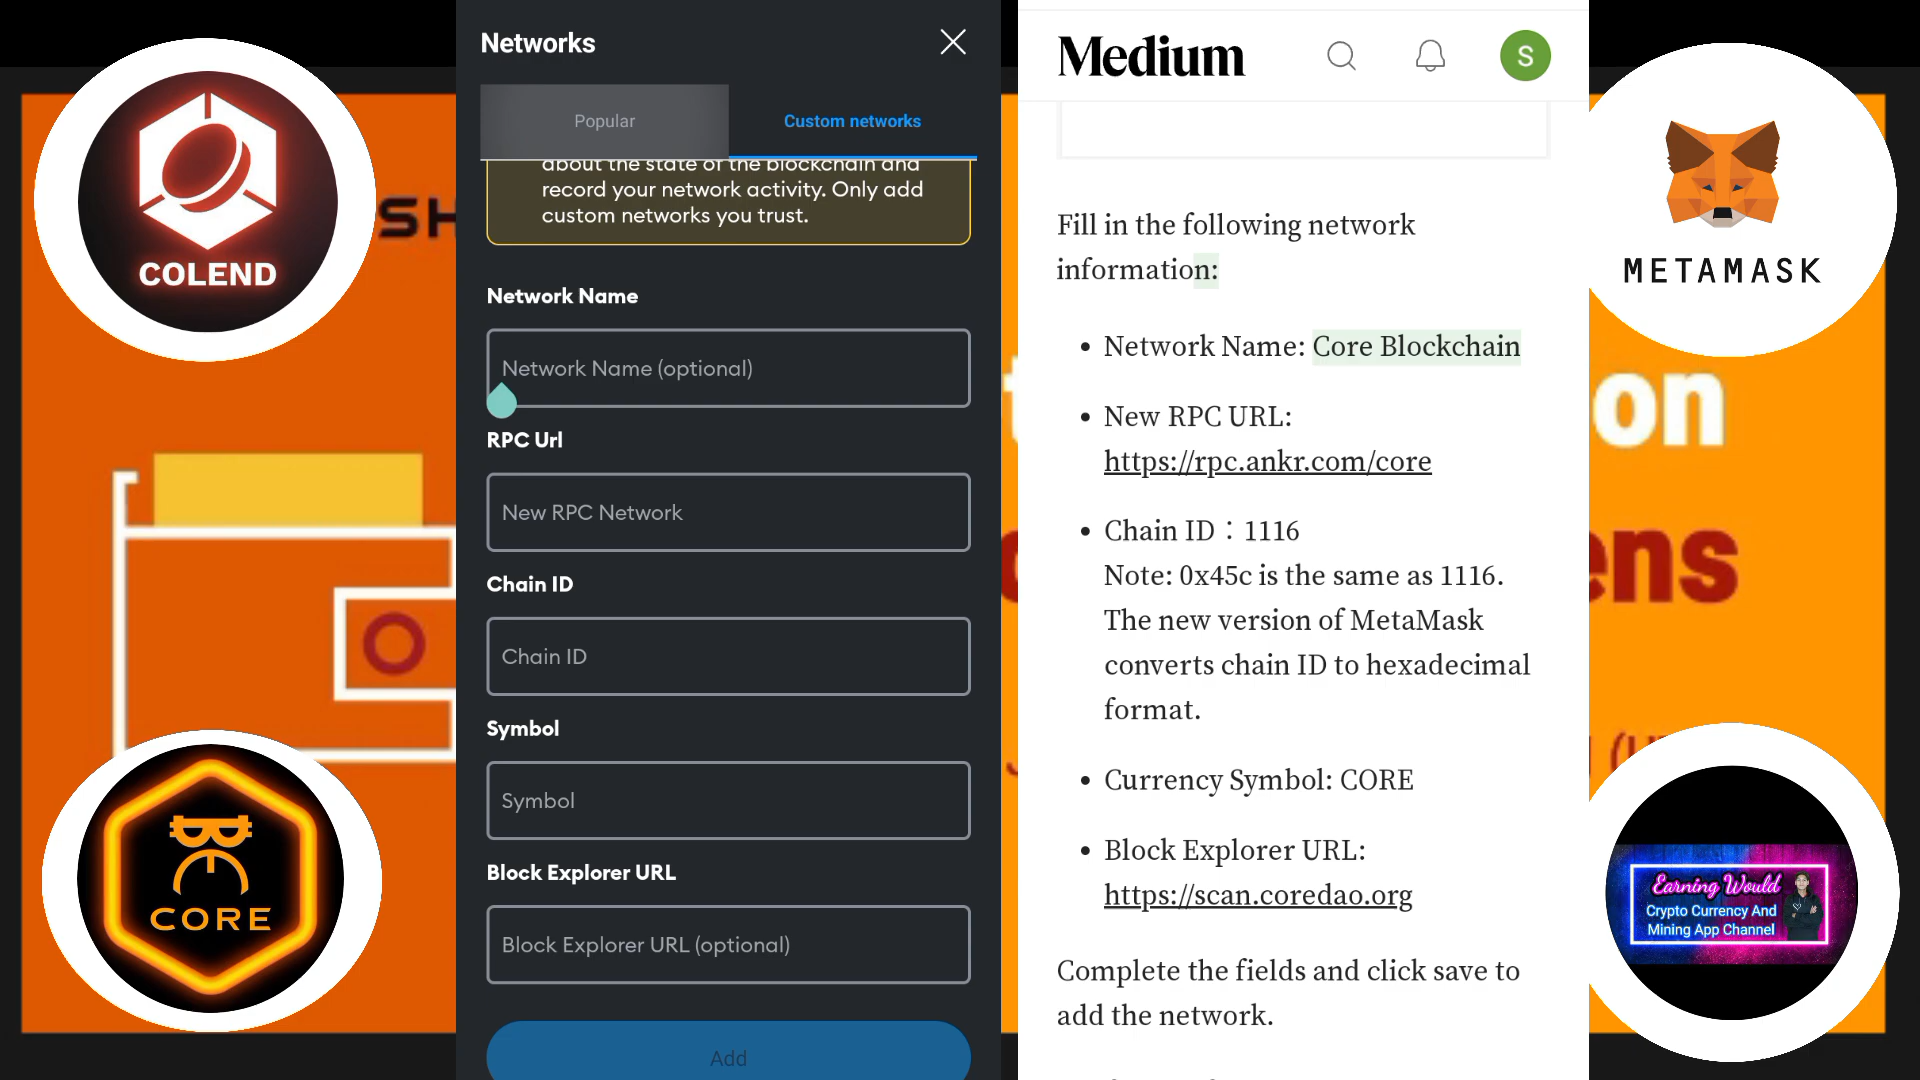 COLEND
SH
CORE
Networks
Popular
Custom networks
about the state of the blockchain and
record your network activity. Only add
custom networks you trust.
Network Name
Network Name (optional)
RPC Url
New RPC Network
Chain ID
Chain ID
Symbol
Symbol
Block Explorer URL
Block Explorer URL (optional)
Add
Medium
S
Fill in the following network
information:
• Network Name: Core Blockchain
• New RPC URL:
https://rpc.ankr.com/core
• Chain ID：1116
Note: 0x45c is the same as 1116.
The new version of MetaMask
converts chain ID to hexadecimal
format.
• Currency Symbol: CORE
• Block Explorer URL:
https://scan.coredao.org
Complete the fields and click save to
add the network.
METAMASK
on
ens
Earning Would
Crypto Currency And
Mining App Channel